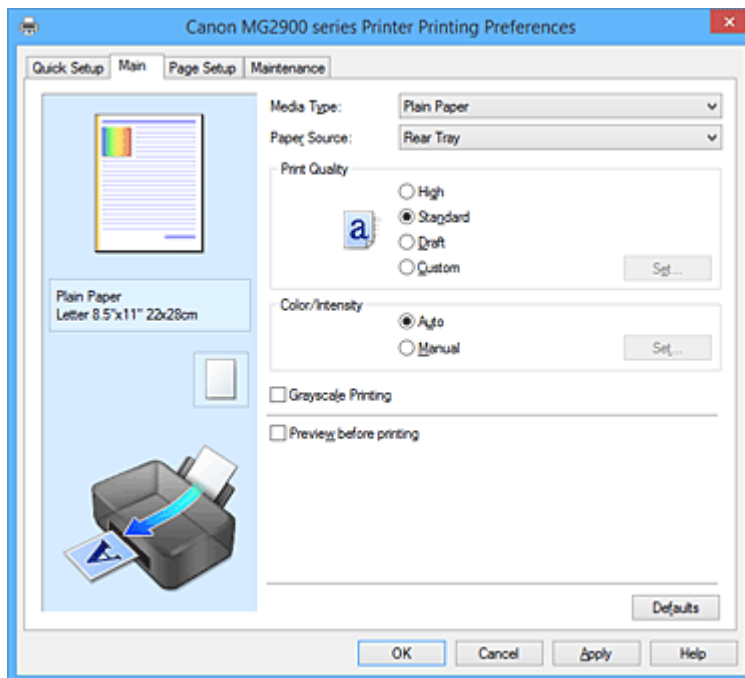 Canon MG2900 series Printer Printing Preferences
Quick Setup Main Page Setup Maintenance
Media Type: Plain Paper
Paper Source: Rear Tray
Print Quality
High
a Standard
Draft
Custom Set...
Plain Paper
Letter 8.5"x11" 22x28cm
Color/Intensity
Auto
Manual Set...
Grayscale Printing
Preview before printing
A
Defaults
OK Cancel Apply Help